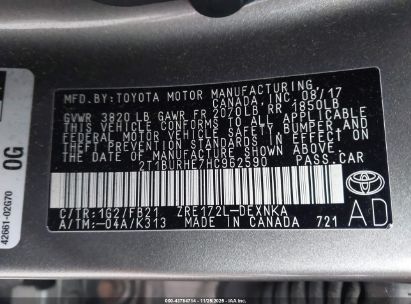 MFD.BY:TOYOTA MOTOR MANUFACTURING
CANADA, INC. 08/17
GVWR 3820LB GAWR FR 2020LB RR 1850LB
THIS VEHICLE CONFORMS TO ALL APPLICABLE
FEDERAL MOTOR VEHICLE SAFETY, BUMPER, AND
THEFT PREVENTION STANDARDS IN EFFECT ON
THE DATE OF MANUFACTURE SHOWN ABOVE.
2T1BURHE7HC962590
PASS.CAR
C/TR:1G2/FB21 ZRE172L-DEXNKA
A/TM:-04A/K313 MADE IN CANADA 721
AD
TOYOTA
0G
42661-02G70